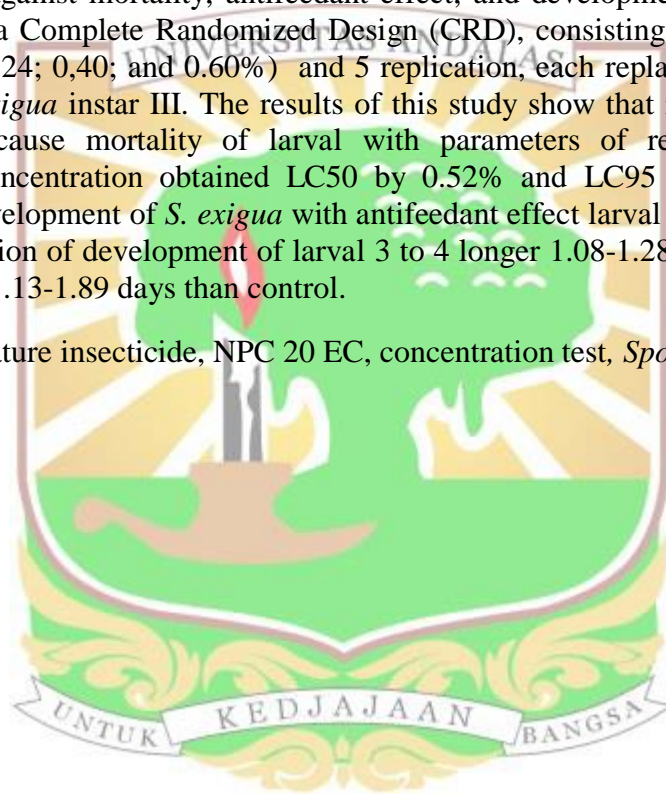 against mortality, antifeedant effect, and developmen
a Complete Randomized Design (CRD), consisting
24; 0,40; and 0.60%) and 5 replication, each repla
igua instar III. The results of this study show that
cause mortality of larval with parameters of re
oncentration obtained LC50 by 0.52% and LC95
velopment of S. exigua with antifeedant effect larval
ion of development of larval 3 to 4 longer 1.08-1.28
.13-1.89 days than control.
ature insecticide, NPC 20 EC, concentration test, Spo
UNIVERSITAS ANDALAS
UNTUK KEDJAJAAN BANGSA